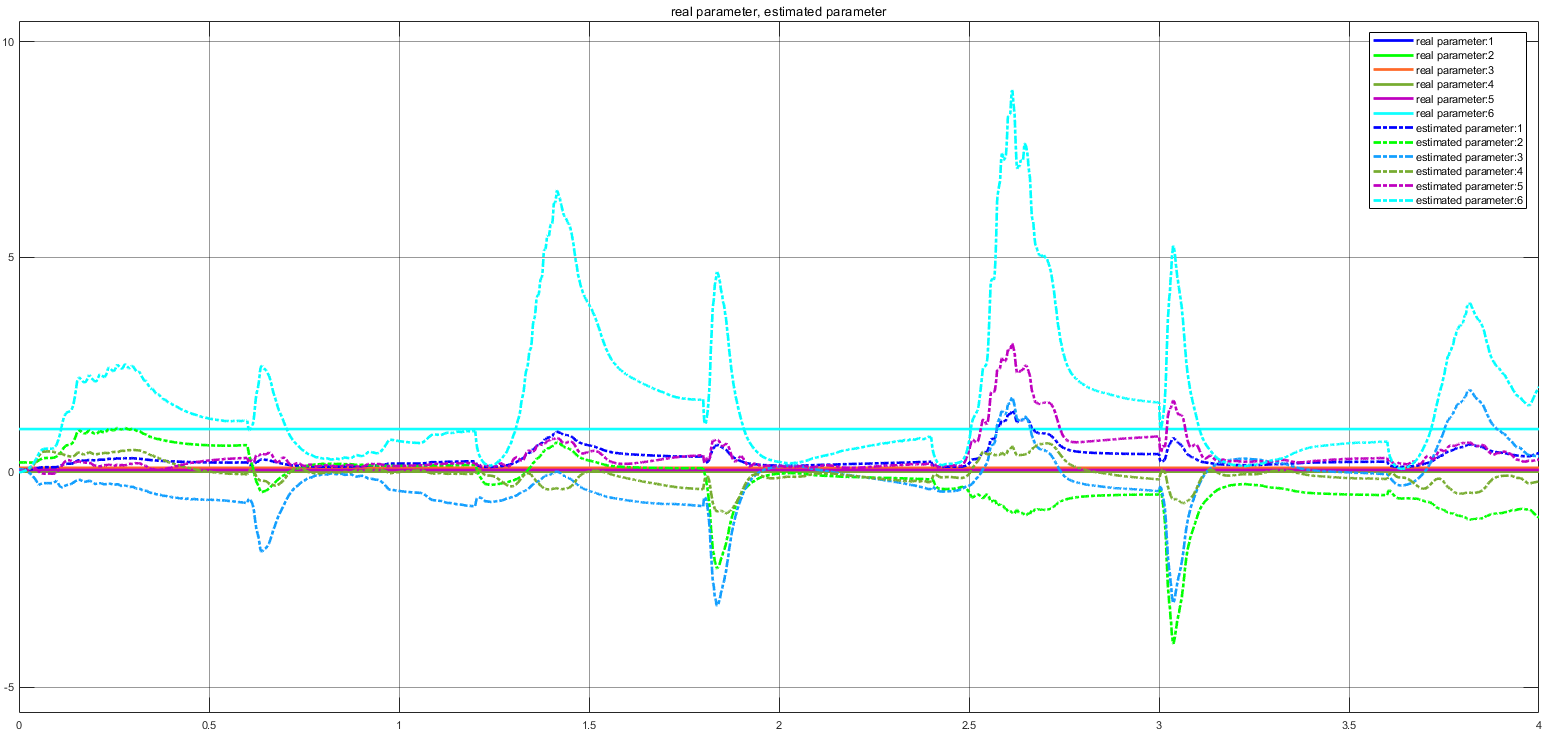 real parameter, estimated parameter
10
real parameter:1
real parameter:2
real parameter:3
real parameter:4
real parameter:5
real parameter:6
estimated parameter:1
estimated parameter:2
estimated parameter:3
estimated parameter:4
estimated parameter:5
estimated parameter:6
5
0
-5
0 0.5 1 1.5 2 2.5 3 3.5 4